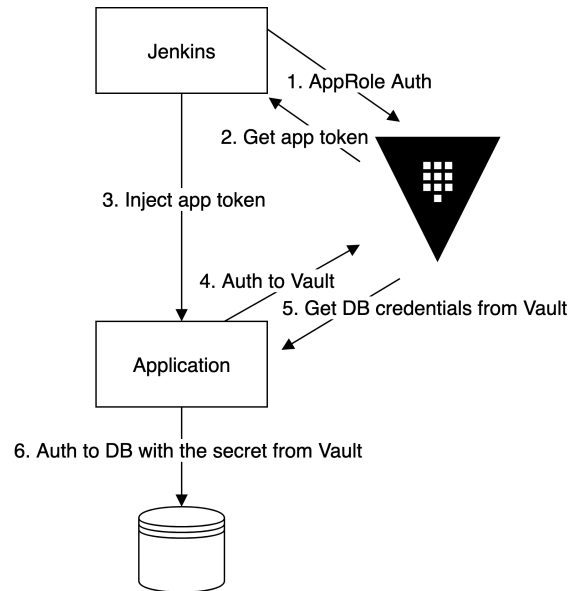 Jenkins
1. AppRole Auth
2. Get app token
3. Inject app token
4. Auth to Vault
5. Get DB credentials from Vault
Application
6. Auth to DB with the secret from Vault